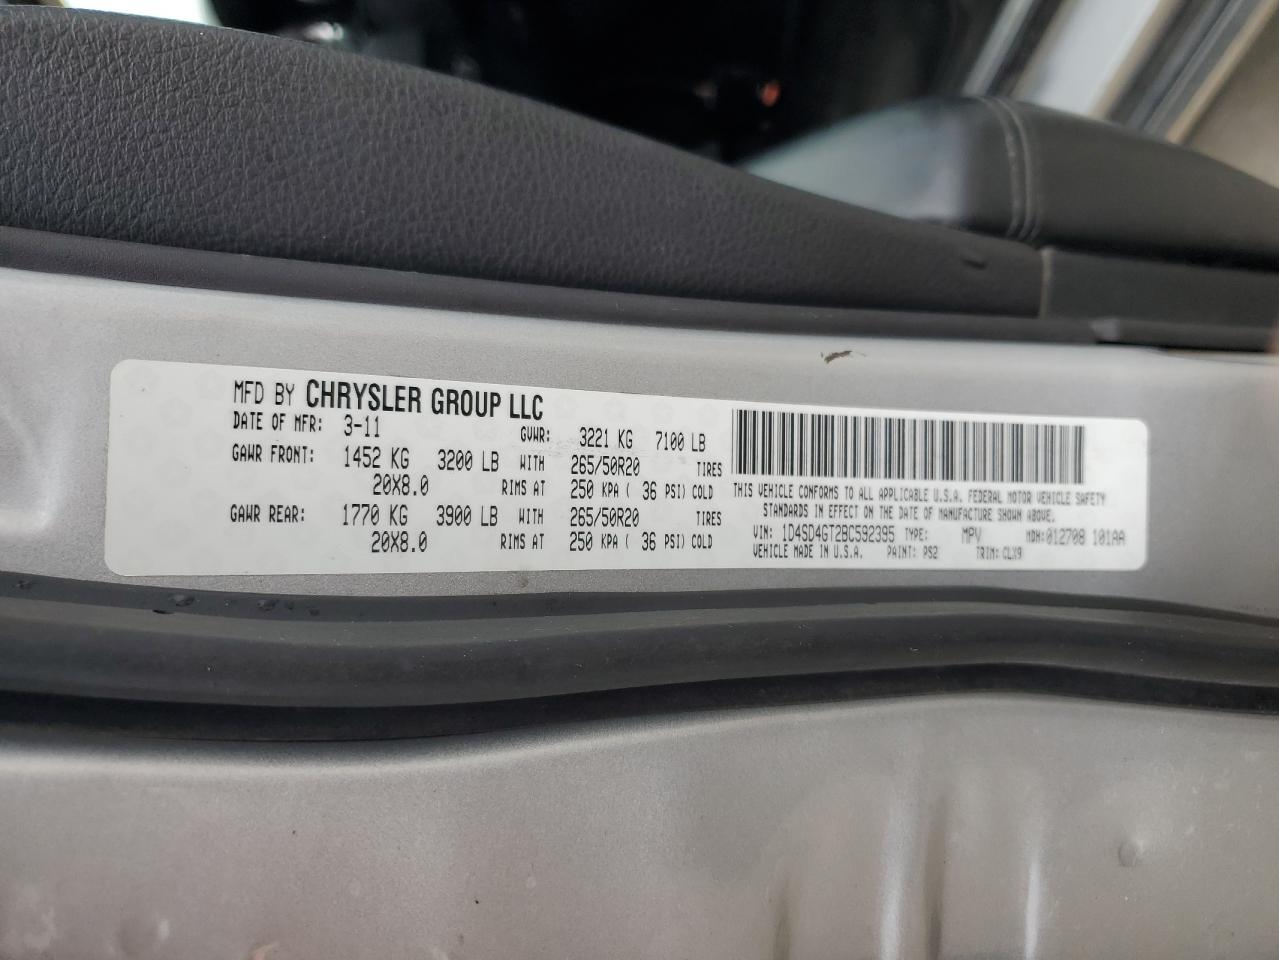 MFD BY CHRYSLER GROUP LLC
DATE OF MFR: 3-11 GVWR: 3221 KG 7100 LB
GAWR FRONT: 1452 KG 3200 LB WITH 265/50R20 TIRES
20X8.0 RIMS AT 250 KPA ( 36 PSI) COLD
GAWR REAR: 1770 KG 3900 LB WITH 265/50R20 TIRES
20X8.0 RIMS AT 250 KPA ( 36 PSI) COLD
THIS VEHICLE CONFORMS TO ALL APPLICABLE U.S.A. FEDERAL MOTOR VEHICLE SAFETY
STANDARDS IN EFFECT ON THE DATE OF MANUFACTURE SHOWN ABOVE.
VIN: 1D4SD4GT2BC592395 TYPE: MPV MDH: 012708 101AA
VEHICLE MADE IN U.S.A. PAINT: PS2 TRIM: CLX9